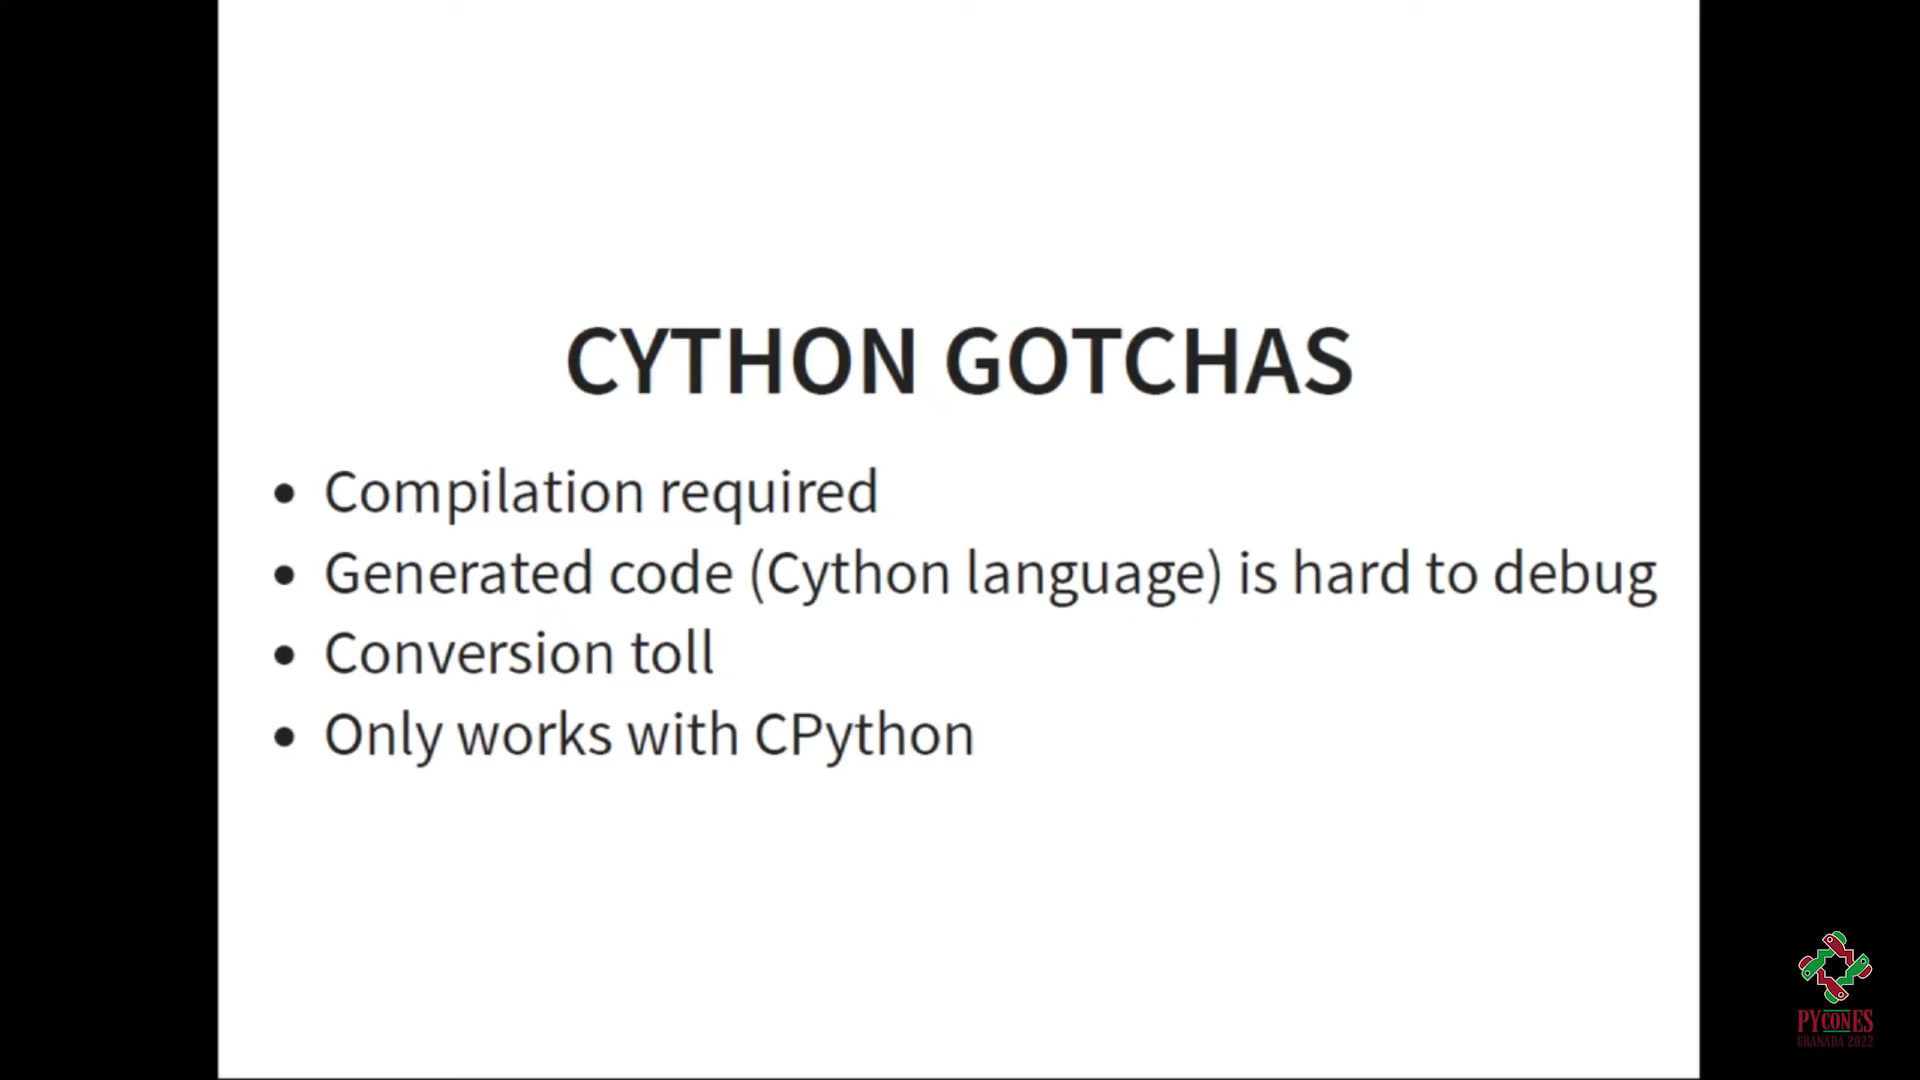 CYTHON GOTCHAS
• Compilation required
• Generated code (Cython language) is hard to debug
• Conversion toll
• Only works with CPython
PYCONES
GRANADA 2022